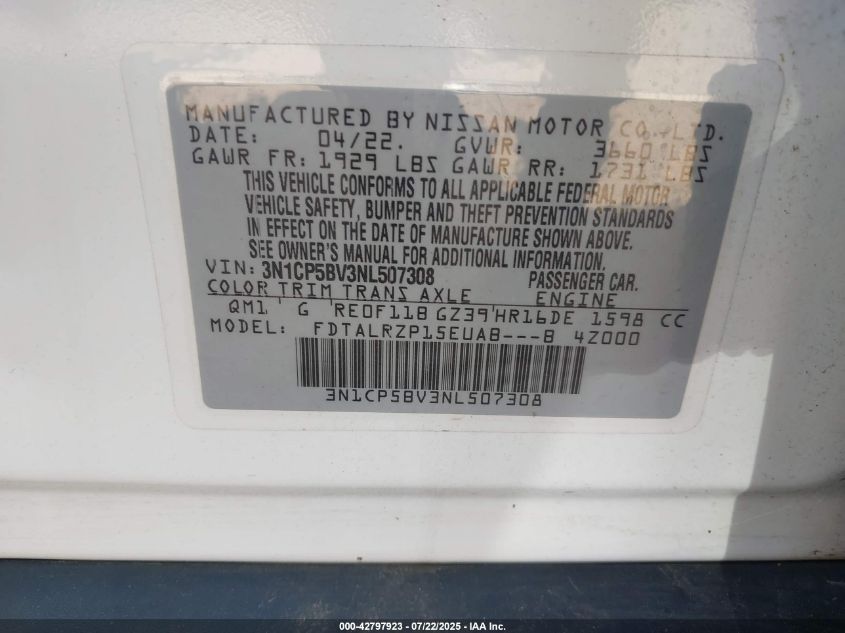 MANUFACTURED BY NISSAN MOTOR CO., LTD.
DATE: 04/22. GVWR: 3660 LBS
GAWR FR: 1929 LBS GAWR RR: 1731 LBS
THIS VEHICLE CONFORMS TO ALL APPLICABLE FEDERAL MOTOR
VEHICLE SAFETY, BUMPER AND THEFT PREVENTION STANDARDS
IN EFFECT ON THE DATE OF MANUFACTURE SHOWN ABOVE.
SEE OWNER'S MANUAL FOR ADDITIONAL INFORMATION.
VIN: 3N1CP5BV3NL507308 PASSENGER CAR.
COLOR TRIM TRANS AXLE ENGINE
QM1 G RE0F11B GZ39 HR16DE 1598 CC
MODEL: FDTALRZP15EUAB---B 4Z000
3N1CP5BV3NL507308
000-42797923 - 07/22/2025 - IAA Inc.